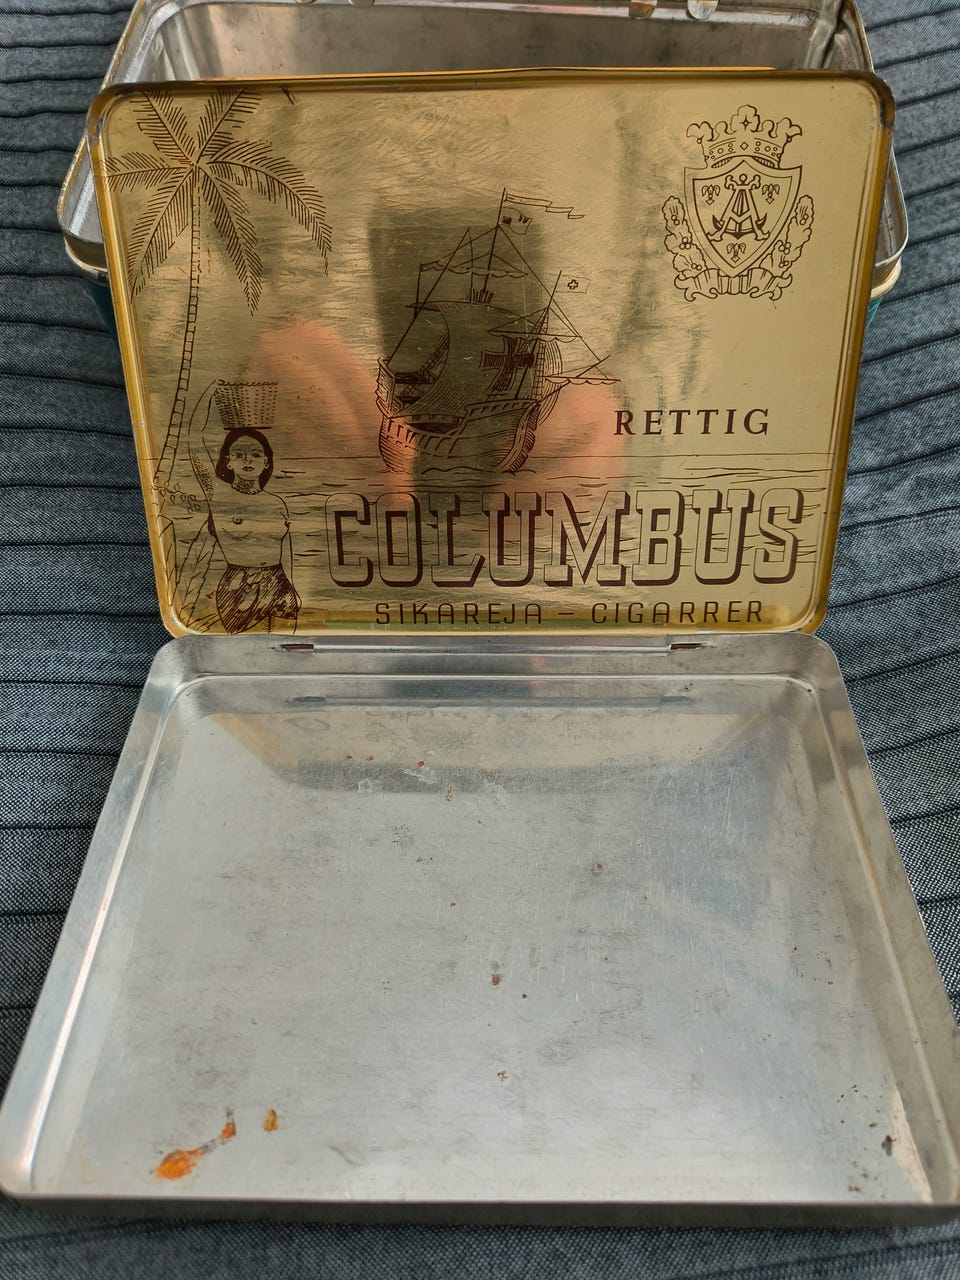 RETTIG
COLUMBUS
SIKAREJA – CIGARRER